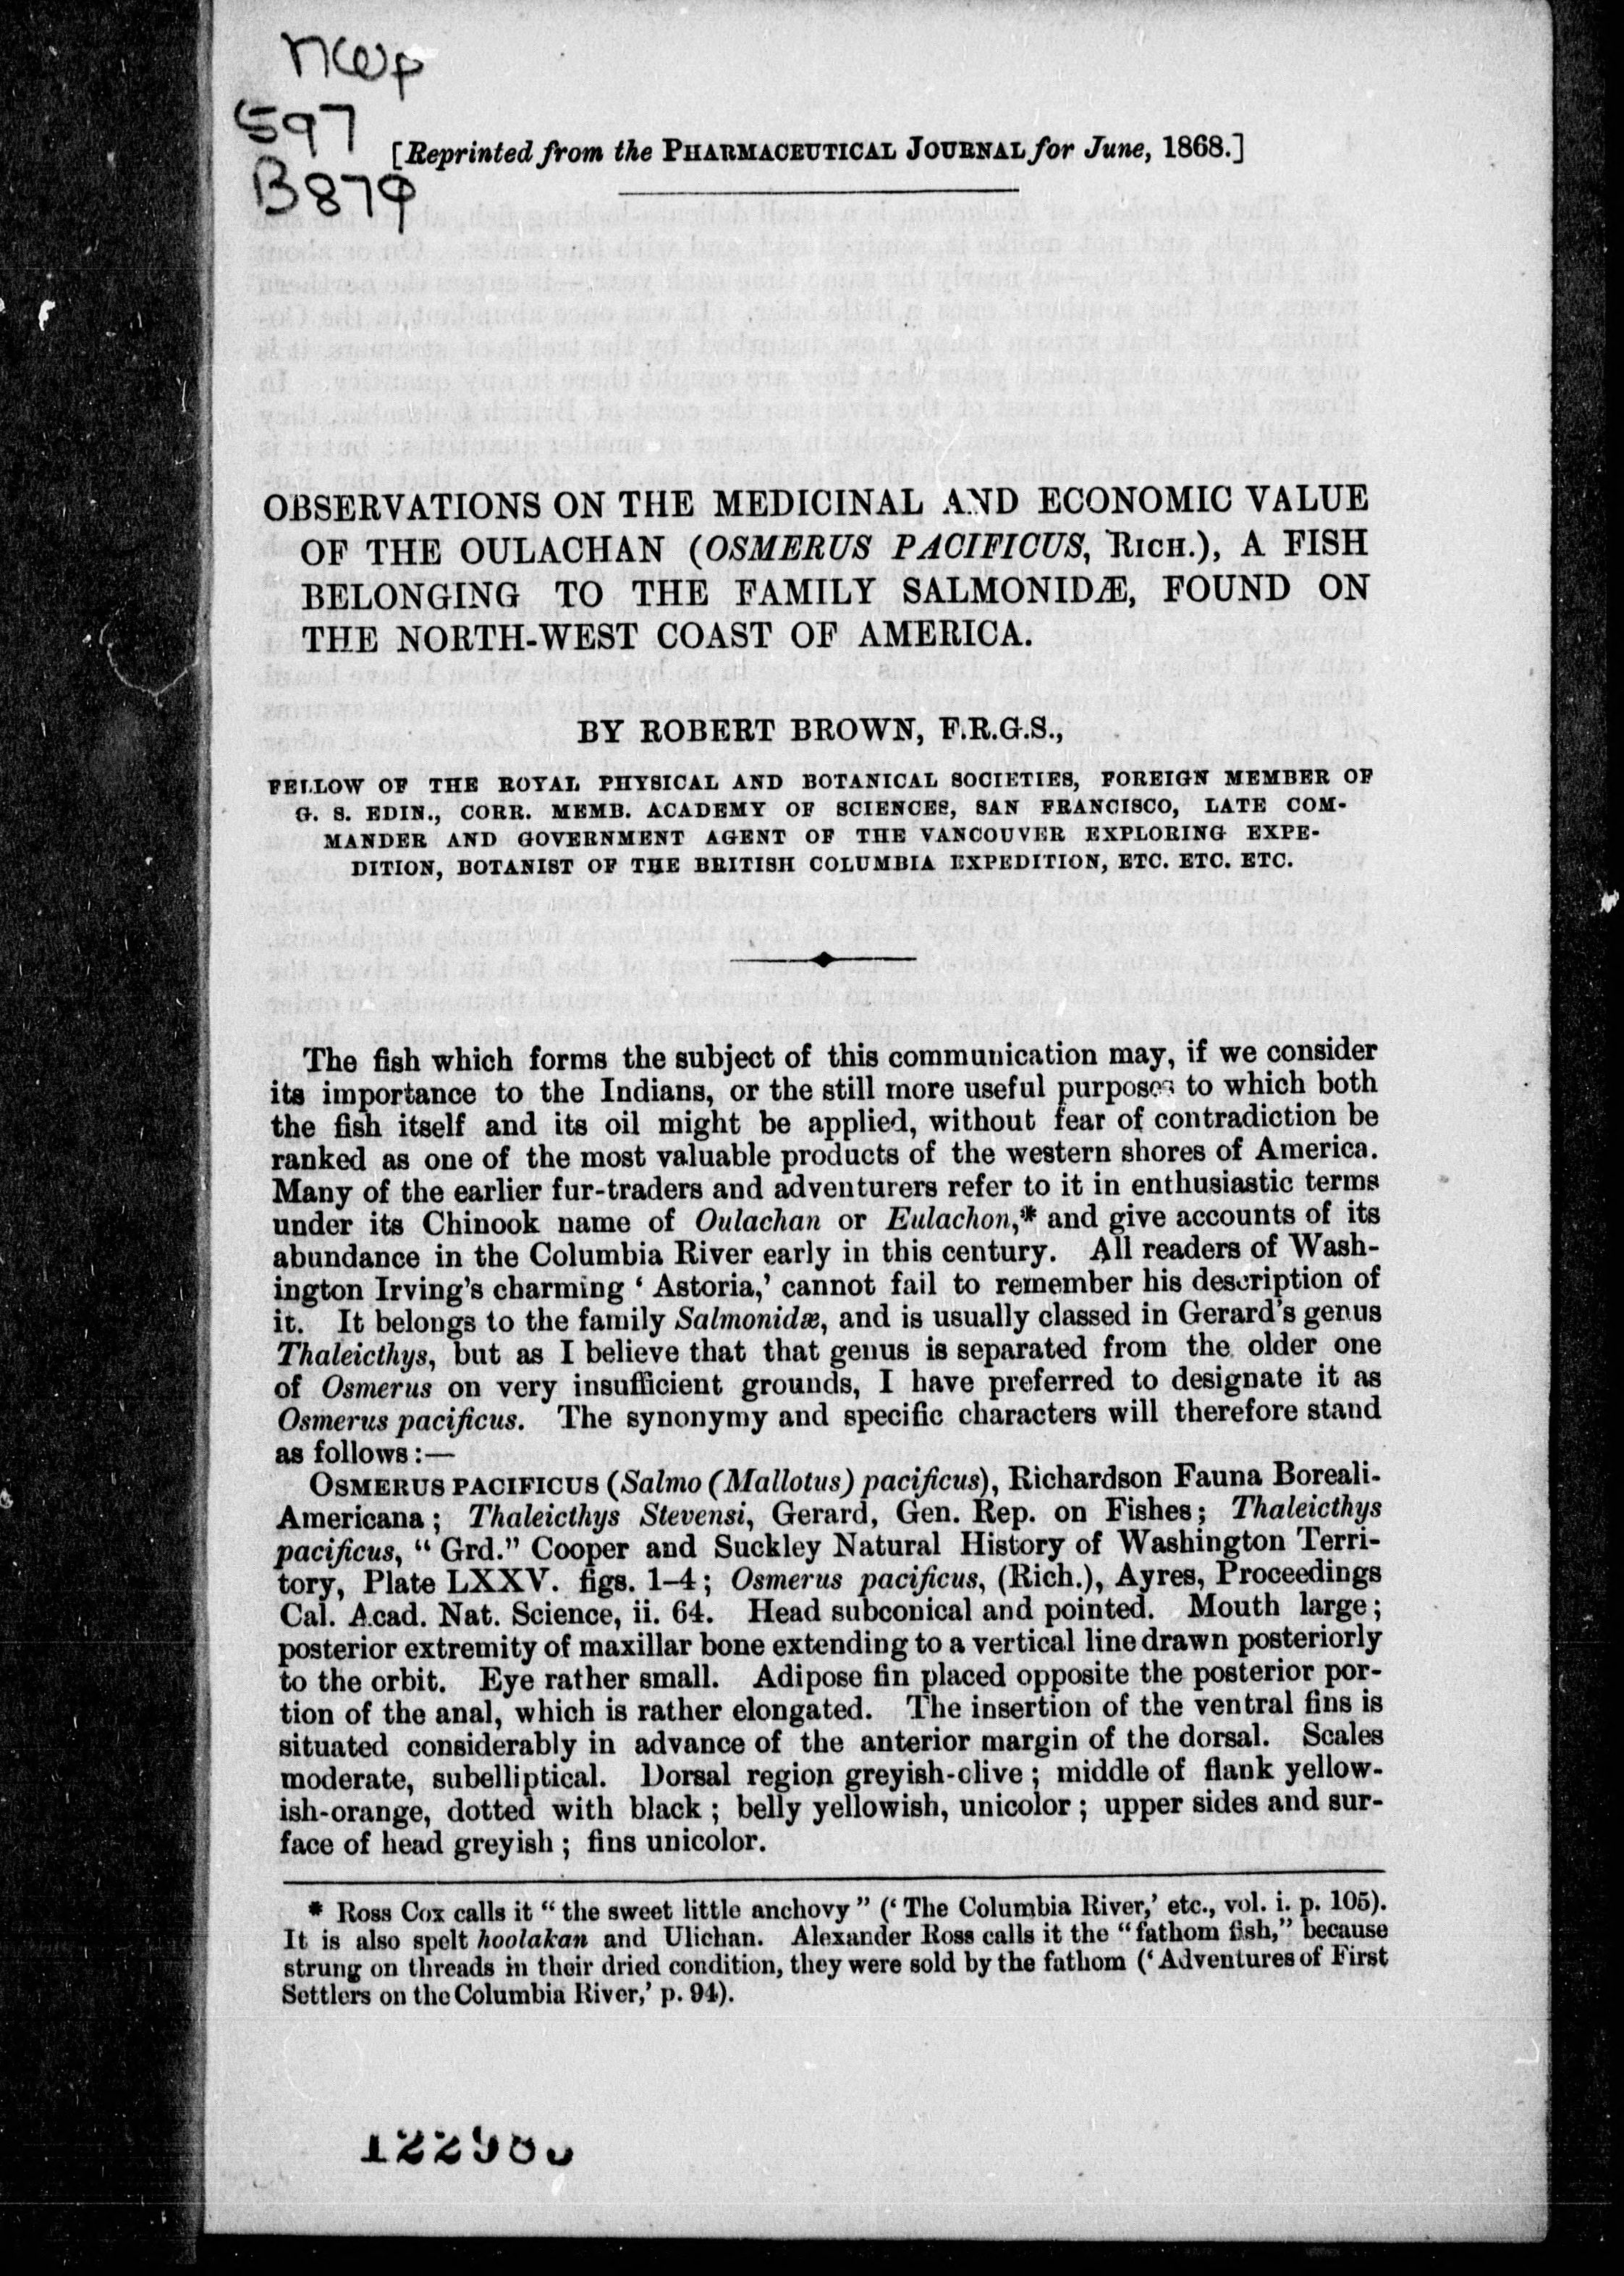 nwp
597
B879
[Reprinted from the PHARMACEUTICAL JOURNAL for June, 1868.]
OBSERVATIONS ON THE MEDICINAL AND ECONOMIC VALUE
OF THE OULACHAN (OSMERUS PACIFICUS, RICH.), A FISH
BELONGING TO THE FAMILY SALMONIDÆ, FOUND ON
THE NORTH-WEST COAST OF AMERICA.
BY ROBERT BROWN, F.R.G.S.,
FELLOW OF THE ROYAL PHYSICAL AND BOTANICAL SOCIETIES, FOREIGN MEMBER OF
G. S. EDIN., CORR. MEMB. ACADEMY OF SCIENCES, SAN FRANCISCO, LATE COM-
MANDER AND GOVERNMENT AGENT OF THE VANCOUVER EXPLORING EXPE-
DITION, BOTANIST OF THE BRITISH COLUMBIA EXPEDITION, ETC. ETC. ETC.
The fish which forms the subject of this communication may, if we consider
its importance to the Indians, or the still more useful purposes to which both
the fish itself and its oil might be applied, without fear of contradiction be
ranked as one of the most valuable products of the western shores of America.
Many of the earlier fur-traders and adventurers refer to it in enthusiastic terms
under its Chinook name of Oulachan or Eulachon,* and give accounts of its
abundance in the Columbia River early in this century. All readers of Wash-
ington Irving's charming ‘Astoria,’ cannot fail to remember his description of
it. It belongs to the family Salmonidæ, and is usually classed in Gerard's genus
Thaleicthys, but as I believe that that genus is separated from the older one
of Osmerus on very insufficient grounds, I have preferred to designate it as
Osmerus pacificus. The synonymy and specific characters will therefore stand
as follows:—
OSMERUS PACIFICUS (Salmo (Mallotus) pacificus), Richardson Fauna Boreali-
Americana; Thaleicthys Stevensi, Gerard, Gen. Rep. on Fishes; Thaleicthys
pacificus, “Grd.” Cooper and Suckley Natural History of Washington Terri-
tory, Plate LXXV. figs. 1–4; Osmerus pacificus, (Rich.), Ayres, Proceedings
Cal. Acad. Nat. Science, ii. 64. Head subconical and pointed. Mouth large;
posterior extremity of maxillar bone extending to a vertical line drawn posteriorly
to the orbit. Eye rather small. Adipose fin placed opposite the posterior por-
tion of the anal, which is rather elongated. The insertion of the ventral fins is
situated considerably in advance of the anterior margin of the dorsal. Scales
moderate, subelliptical. Dorsal region greyish-olive; middle of flank yellow-
ish-orange, dotted with black; belly yellowish, unicolor; upper sides and sur-
face of head greyish; fins unicolor.
* Ross Cox calls it “the sweet little anchovy” (‘The Columbia River,’ etc., vol. i. p. 105).
It is also spelt hoolakan and Ulichan. Alexander Ross calls it the “fathom fish,” because
strung on threads in their dried condition, they were sold by the fathom (‘Adventures of First
Settlers on the Columbia River,’ p. 94).